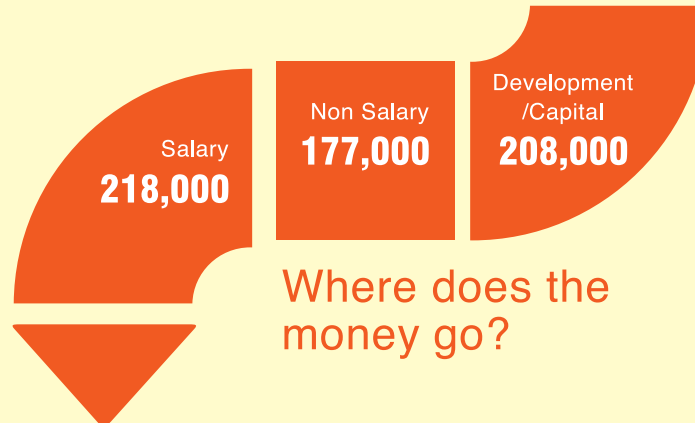 Salary
218,000
Non Salary
177,000
Development
/Capital
208,000
Where does the
money go?